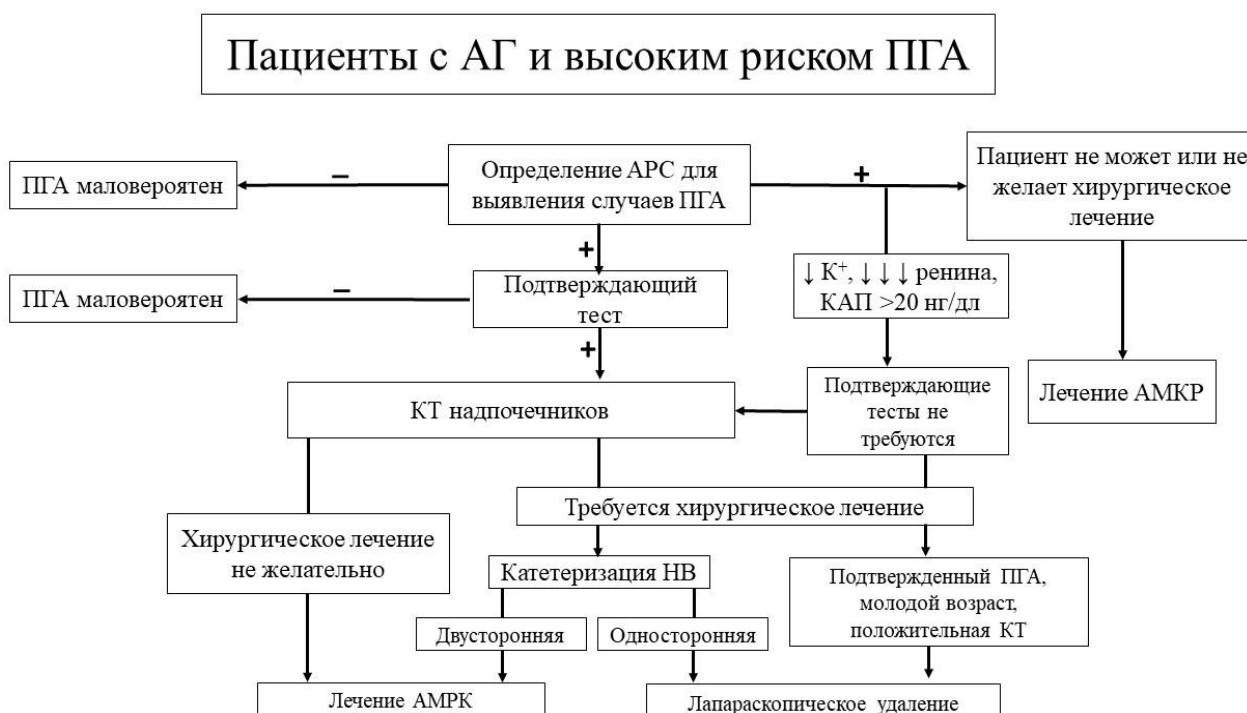 Пациенты с АГ и высоким риском ПГА
ПГА маловероятен
–
Определение АРС для
выявления случаев ПГА
+
Пациент не может или не
желает хирургическое
лечение
+
ПГА маловероятен
–
Подтверждающий
тест
↓ К⁺, ↓ ↓ ↓ ренина,
КАП >20 нг/дл
+
Лечение АМКР
КТ надпочечников
Подтверждающие
тесты не
требуются
Требуется хирургическое лечение
Хирургическое лечение
не желательно
Катетеризация НВ
Подтвержденный ПГА,
молодой возраст,
положительная КТ
Двусторонняя
Односторонняя
Лечение АМРК
Лапараскопическое удаление